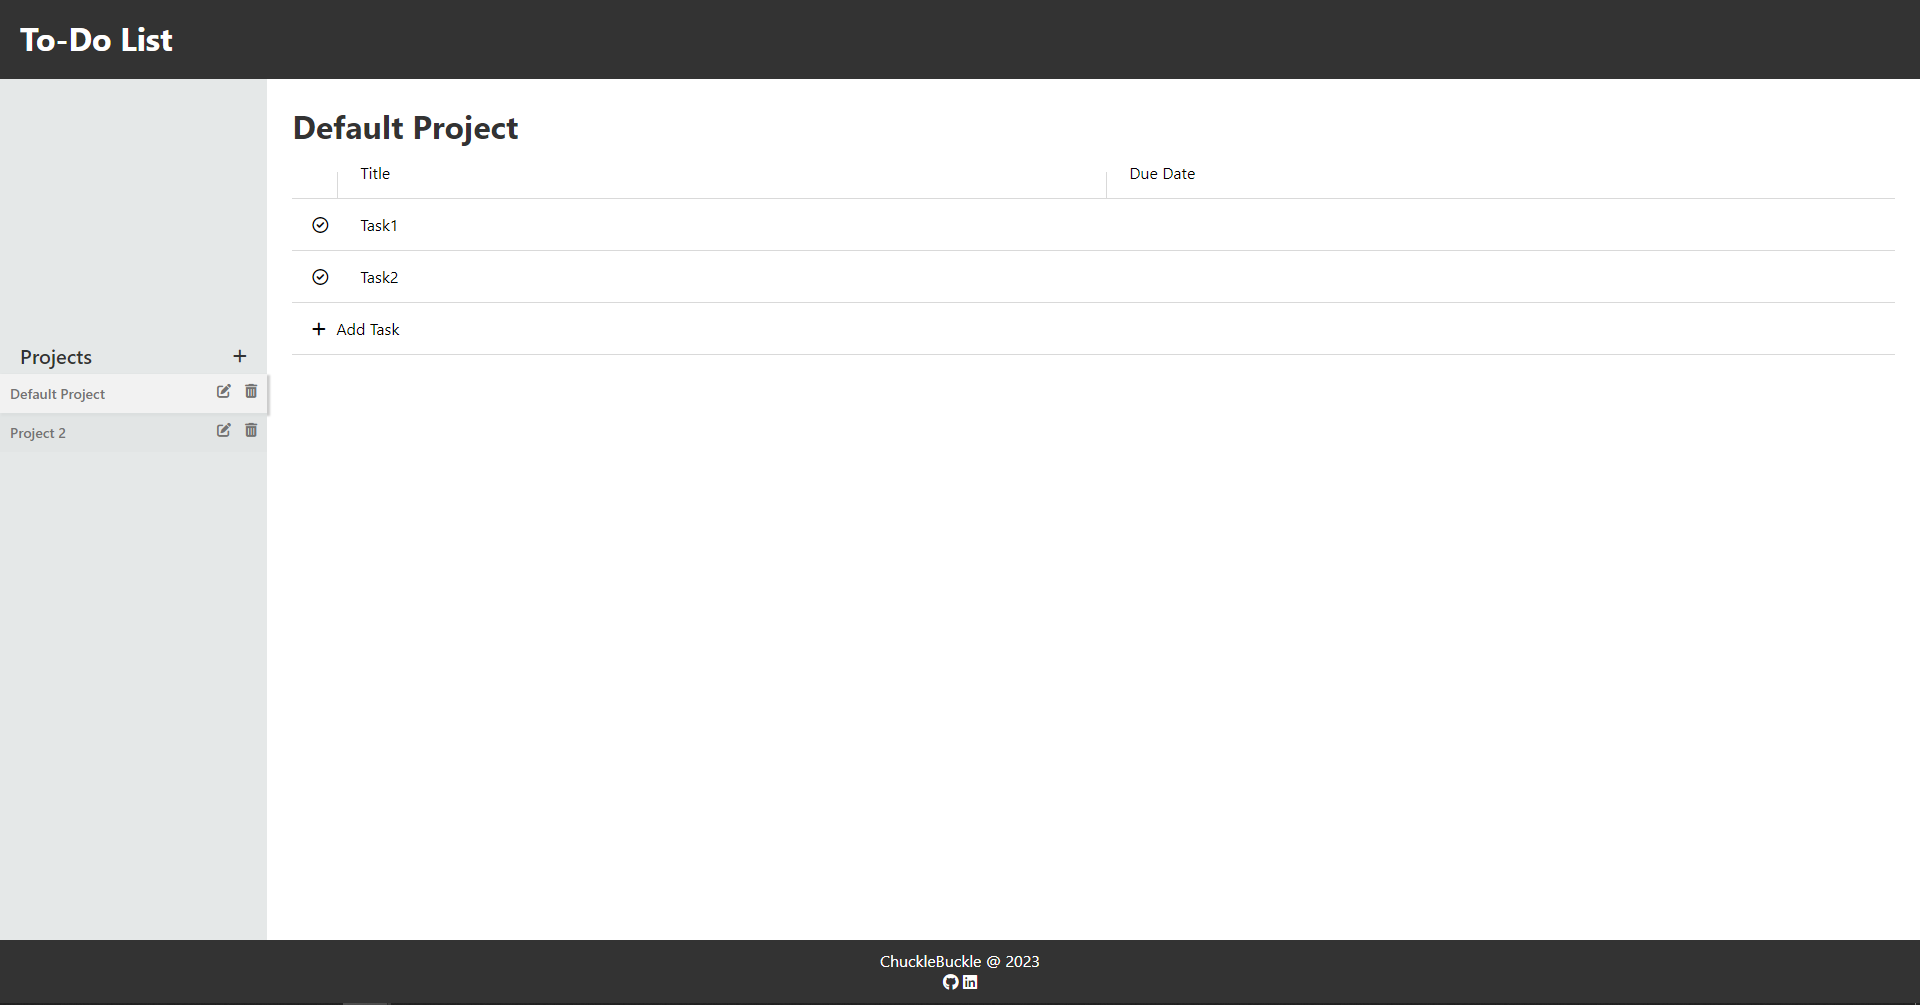 To-Do List
Projects
Default Project
Project 2
Default Project
Title Due Date
Task1
Task2
Add Task
ChuckleBuckle @ 2023